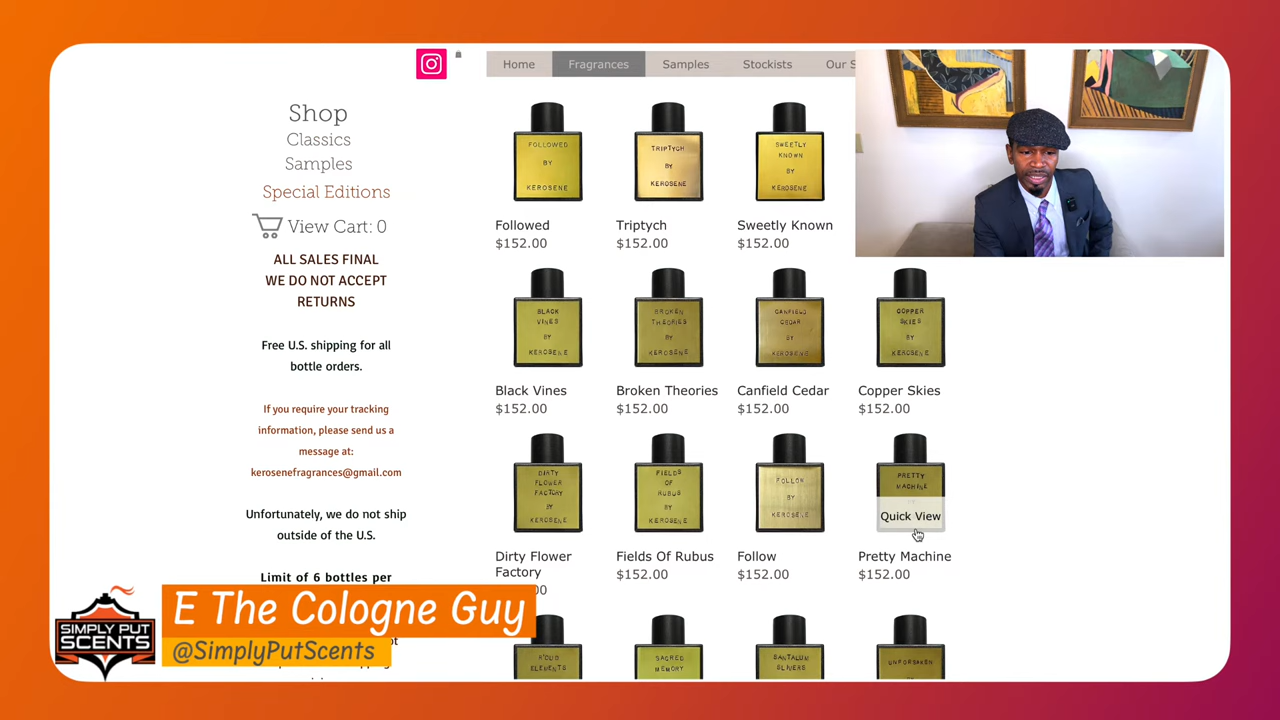 Home
Fragrances
Samples
Stockists
Our S
Shop
Classics
Samples
Special Editions
View Cart: 0
ALL SALES FINAL
WE DO NOT ACCEPT
RETURNS
Free U.S. shipping for all
bottle orders.
If you require your tracking
information, please send us a
message at:
kerosenefragrances@gmail.com
Unfortunately, we do not ship
outside of the U.S.
Limit of 6 bottles per
FOLLOWED
BY
KEROSENE
TRIPTYCH
BY
KEROSENE
SWEETLY
KNOWN
BY
KEROSENE
Followed
Triptych
Sweetly Known
$152.00
$152.00
$152.00
BLACK
VINES
BY
KEROSENE
BROKEN
THEORIES
BY
KEROSENE
CANFIELD
CEDAR
BY
KEROSENE
COPPER
SKIES
BY
KEROSENE
Black Vines
Broken Theories
Canfield Cedar
Copper Skies
$152.00
$152.00
$152.00
$152.00
DIRTY
FLOWER
FACTORY
BY
KEROSENE
FIELDS
OF
RUBUS
BY
KEROSENE
FOLLOW
BY
KEROSENE
PRETTY
MACHINE
Quick View
Dirty Flower
Factory
Fields Of Rubus
Follow
Pretty Machine
$152.00
$152.00
$152.00
R'OUD
ELEMENTS
SACRED
MEMORY
SANTALUM
SLIVERS
UNFORSAKEN
SIMPLY PUT
SCENTS
E The Cologne Guy
@SimplyPutScents